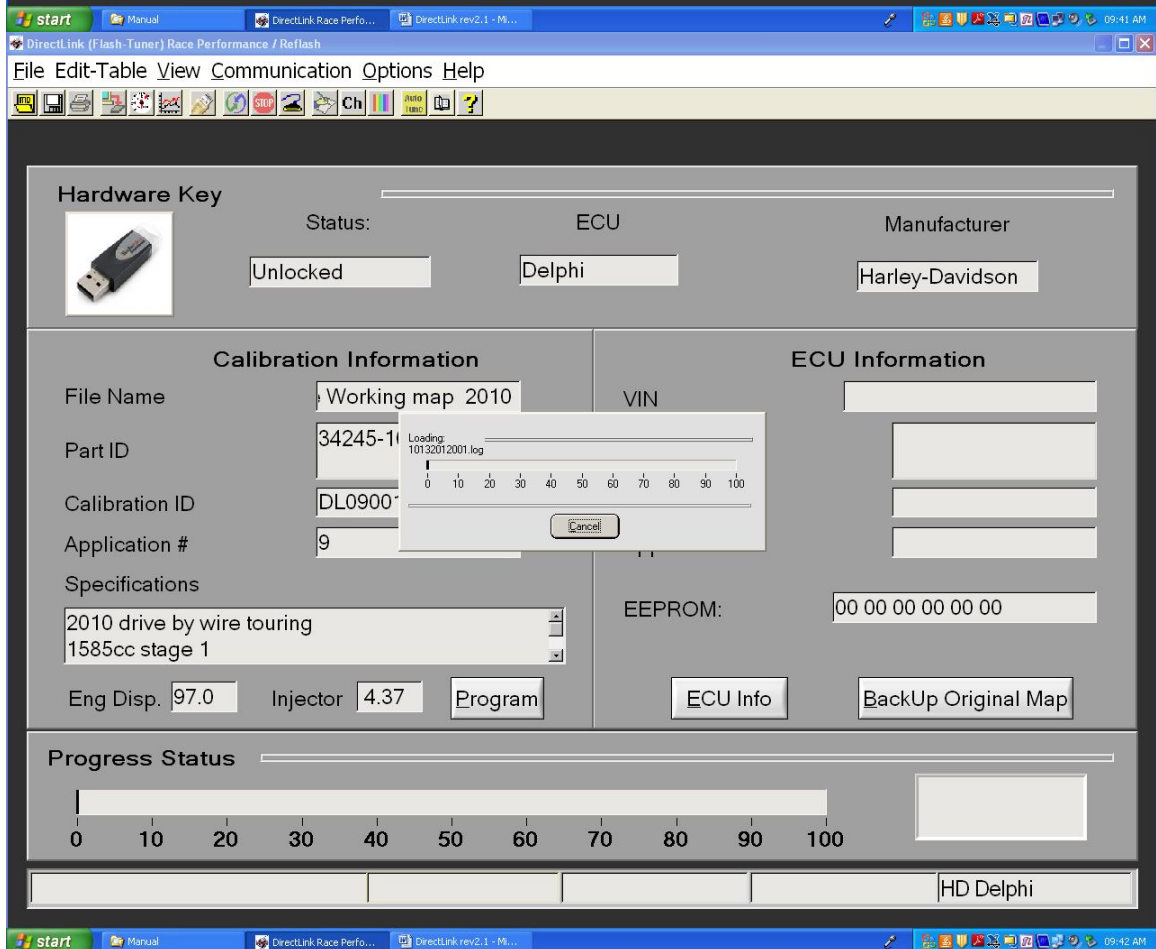 start Manual DirectLink Race Perfo... DirectLink rev2.1 - Mi... 09:41 AM
DirectLink (Flash-Tuner) Race Performance / Reflash
File Edit-Table View Communication Options Help
STOP Ch Auto Tune ?
Hardware Key
Status: ECU Manufacturer
Unlocked Delphi Harley-Davidson
Calibration Information ECU Information
File Name Working map 2010 VIN
Part ID 34245-1
Loading:
10132012001.log
0 10 20 30 40 50 60 70 80 90 100
Calibration ID DL09001
Cancel
Application # 9
Specifications
2010 drive by wire touring
1585cc stage 1
EEPROM: 00 00 00 00 00 00
Eng Disp. 97.0 Injector 4.37 Program ECU Info BackUp Original Map
Progress Status
0 10 20 30 40 50 60 70 80 90 100
HD Delphi
start Manual DirectLink Race Perfo... DirectLink rev2.1 - Mi... 09:42 AM